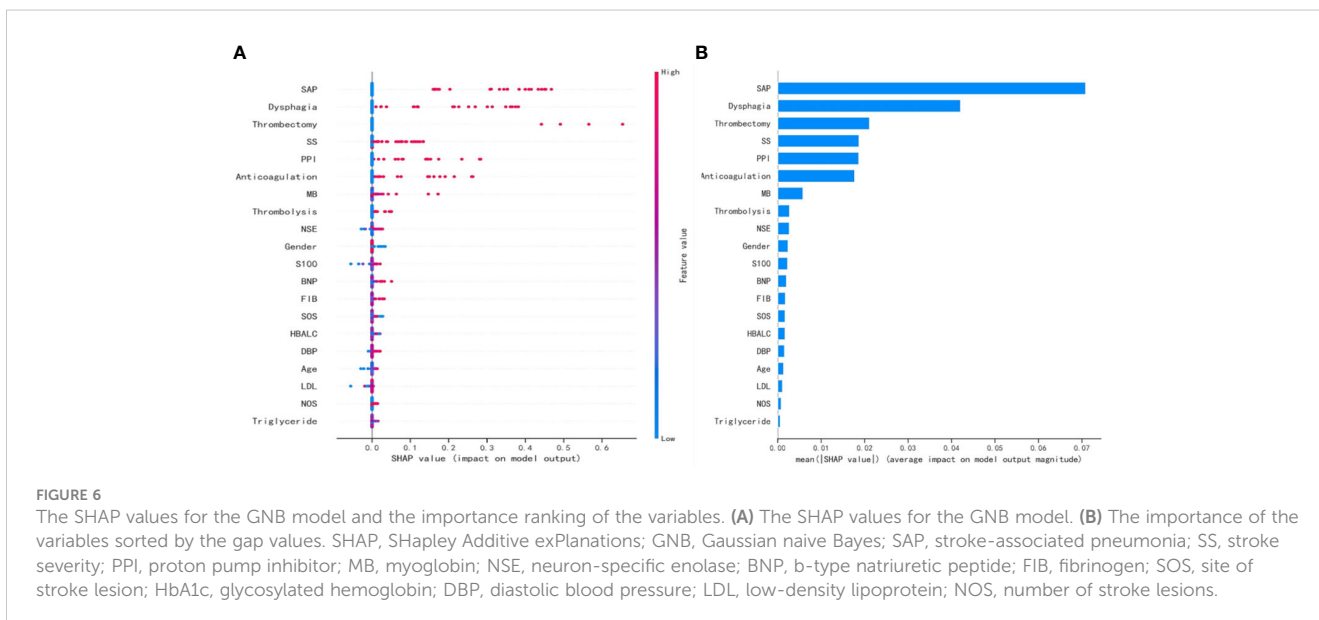 A
B
High
SAP
Dysphagia
Thrombectomy
SS
PPI
Anticoagulation
MB
Thrombolysis
NSE
Gender
S100
BNP
FIB
SOS
HBALC
DBP
Age
LDL
NOS
Triglyceride
0.0 0.1 0.2 0.3 0.4 0.5 0.6
SHAP value (impact on model output)
Feature value
Low
SAP
Dysphagia
Thrombectomy
SS
PPI
Anticoagulation
MB
Thrombolysis
NSE
Gender
S100
BNP
FIB
SOS
HBALC
DBP
Age
LDL
NOS
Triglyceride
0.00 0.01 0.02 0.03 0.04 0.05 0.06 0.07
mean(|SHAP value|) (average impact on model output magnitude)
FIGURE 6
The SHAP values for the GNB model and the importance ranking of the variables. (A) The SHAP values for the GNB model. (B) The importance of the
variables sorted by the gap values. SHAP, SHapley Additive exPlanations; GNB, Gaussian naive Bayes; SAP, stroke-associated pneumonia; SS, stroke
severity; PPI, proton pump inhibitor; MB, myoglobin; NSE, neuron-specific enolase; BNP, b-type natriuretic peptide; FIB, fibrinogen; SOS, site of
stroke lesion; HbA1c, glycosylated hemoglobin; DBP, diastolic blood pressure; LDL, low-density lipoprotein; NOS, number of stroke lesions.